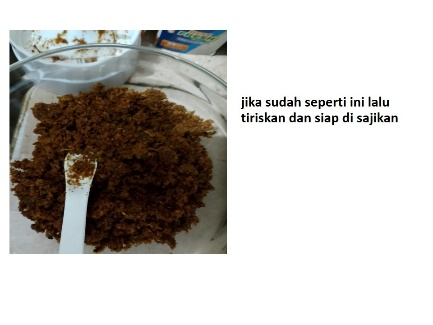 jika sudah seperti ini lalu
tiriskan dan siap di sajikan